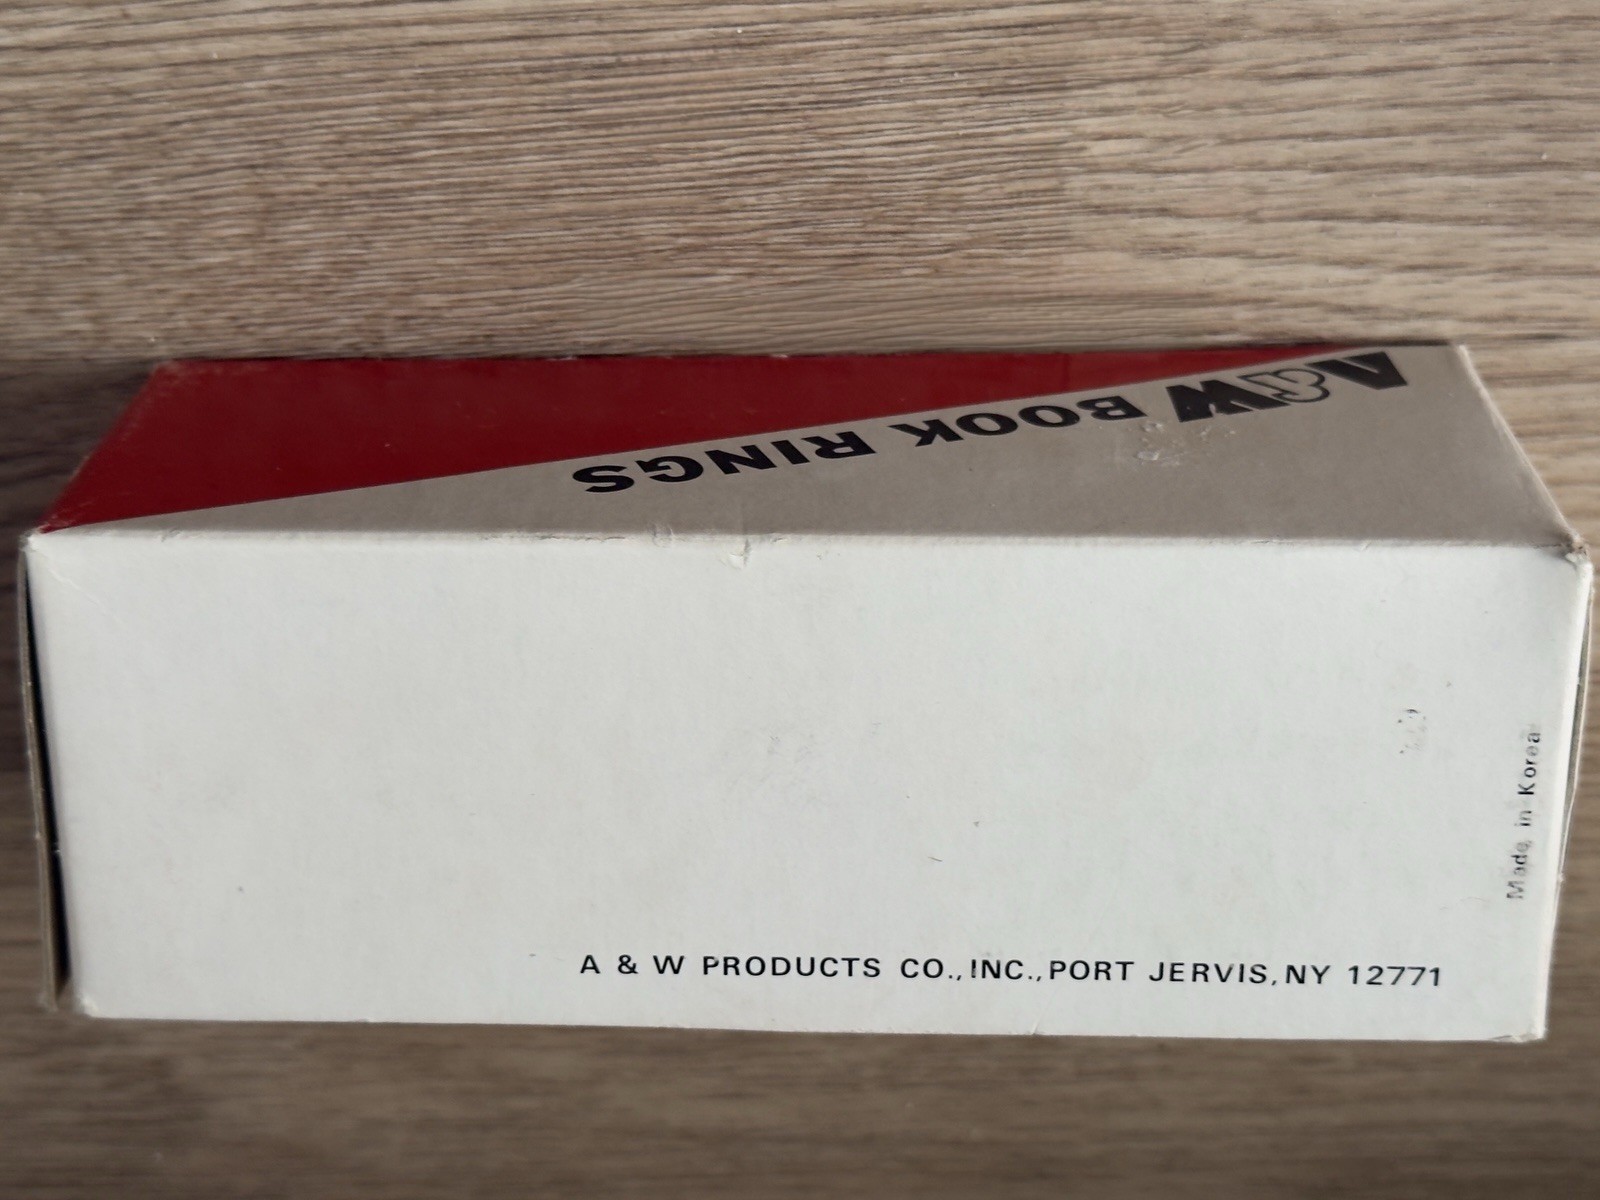 A&W BOOK RINGS
Made in Korea
A & W PRODUCTS CO., INC., PORT JERVIS, NY 12771